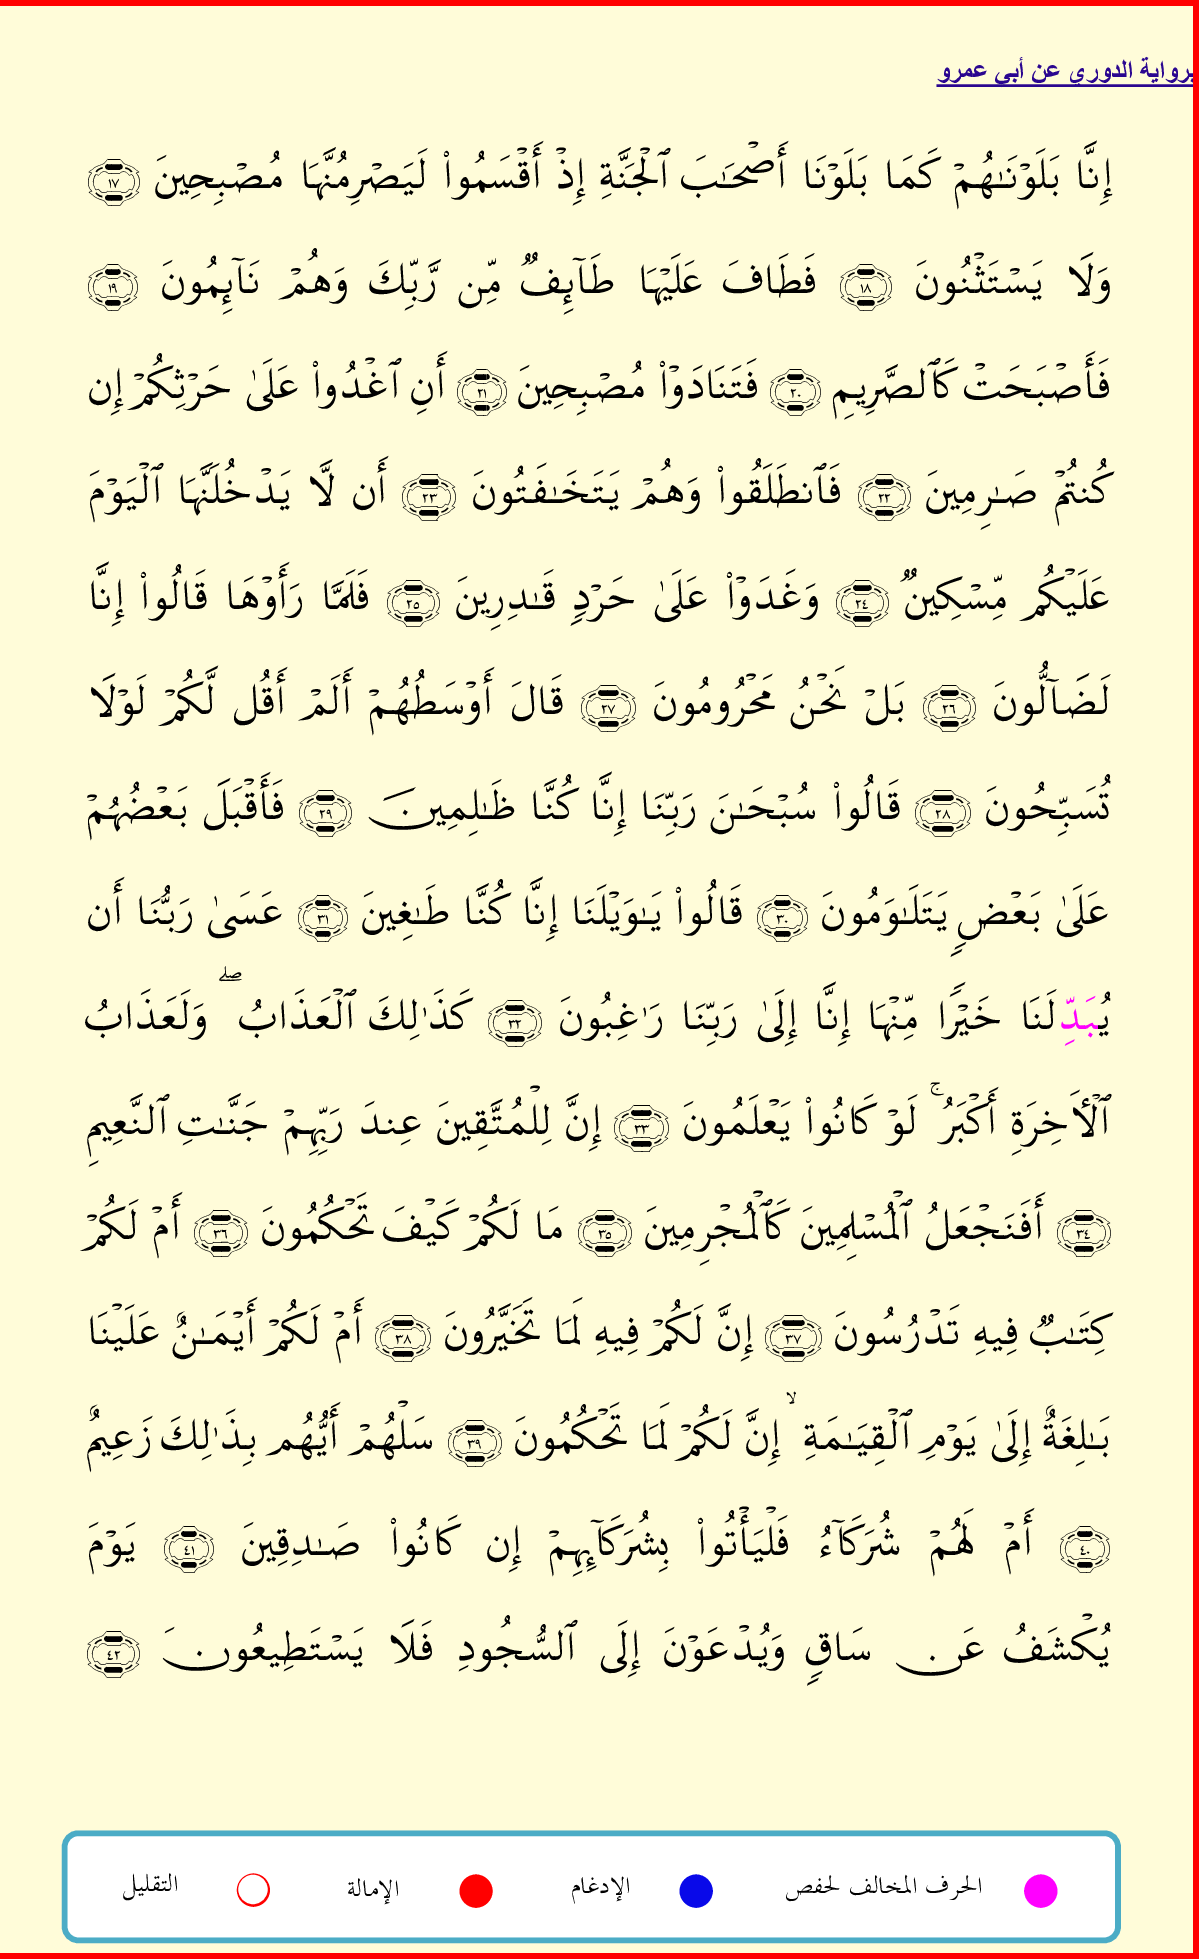 برواية الدوري عن أبي عمرو
إِنَّا بَلَوْنَٰهُمْ كَمَا بَلَوْنَا أَصْحَٰبَ ٱلْجَنَّةِ إِذْ أَقْسَمُوا۟ لَيَصْرِمُنَّهَا مُصْبِحِينَ ١٧
وَلَا يَسْتَثْنُونَ ١٨ فَطَافَ عَلَيْهَا طَآئِفٌ مِّن رَّبِّكَ وَهُمْ نَآئِمُونَ ١٩
فَأَصْبَحَتْ كَٱلصَّرِيمِ ٢٠ فَتَنَادَوْا۟ مُصْبِحِينَ ٢١ أَنِ ٱغْدُوا۟ عَلَىٰ حَرْثِكُمْ إِن
كُنتُمْ صَٰرِمِينَ ٢٢ فَٱنطَلَقُوا۟ وَهُمْ يَتَخَٰفَتُونَ ٢٣ أَن لَّا يَدْخُلَنَّهَا ٱلْيَوْمَ
عَلَيْكُم مِّسْكِينٌ ٢٤ وَغَدَوْا۟ عَلَىٰ حَرْدٍ قَٰدِرِينَ ٢٥ فَلَمَّا رَأَوْهَا قَالُوا۟ إِنَّا
لَضَآلُّونَ ٢٦ بَلْ نَحْنُ مَحْرُومُونَ ٢٧ قَالَ أَوْسَطُهُمْ أَلَمْ أَقُل لَّكُمْ لَوْلَا
تُسَبِّحُونَ ٢٨ قَالُوا۟ سُبْحَٰنَ رَبِّنَا إِنَّا كُنَّا ظَٰلِمِينَ ٢٩ فَأَقْبَلَ بَعْضُهُمْ
عَلَىٰ بَعْضٍ يَتَلَٰوَمُونَ ٣٠ قَالُوا۟ يَٰوَيْلَنَا إِنَّا كُنَّا طَٰغِينَ ٣١ عَسَىٰ رَبُّنَا أَن
يُبَدِّلَنَا خَيْرًا مِّنْهَا إِنَّا إِلَىٰ رَبِّنَا رَٰغِبُونَ ٣٢ كَذَٰلِكَ ٱلْعَذَابُ ۖ وَلَعَذَابُ
ٱلْأَخِرَةِ أَكْبَرُ ۚ لَوْ كَانُوا۟ يَعْلَمُونَ ٣٣ إِنَّ لِلْمُتَّقِينَ عِندَ رَبِّهِمْ جَنَّٰتِ ٱلنَّعِيمِ
٣٤ أَفَنَجْعَلُ ٱلْمُسْلِمِينَ كَٱلْمُجْرِمِينَ ٣٥ مَا لَكُمْ كَيْفَ تَحْكُمُونَ ٣٦ أَمْ لَكُمْ
كِتَٰبٌ فِيهِ تَدْرُسُونَ ٣٧ إِنَّ لَكُمْ فِيهِ لَمَا تَخَيَّرُونَ ٣٨ أَمْ لَكُمْ أَيْمَٰنٌ عَلَيْنَا
بَٰلِغَةٌ إِلَىٰ يَوْمِ ٱلْقِيَٰمَةِ ۙ إِنَّ لَكُمْ لَمَا تَحْكُمُونَ ٣٩ سَلْهُمْ أَيُّهُم بِذَٰلِكَ زَعِيمٌ
٤٠ أَمْ لَهُمْ شُرَكَآءُ فَلْيَأْتُوا۟ بِشُرَكَآئِهِمْ إِن كَانُوا۟ صَٰدِقِينَ ٤١ يَوْمَ
يُكْشَفُ عَن سَاقٍ وَيُدْعَوْنَ إِلَى ٱلسُّجُودِ فَلَا يَسْتَطِيعُونَ ٤٢
الحرف المخالف لحفص الإدغام الإمالة التقليل